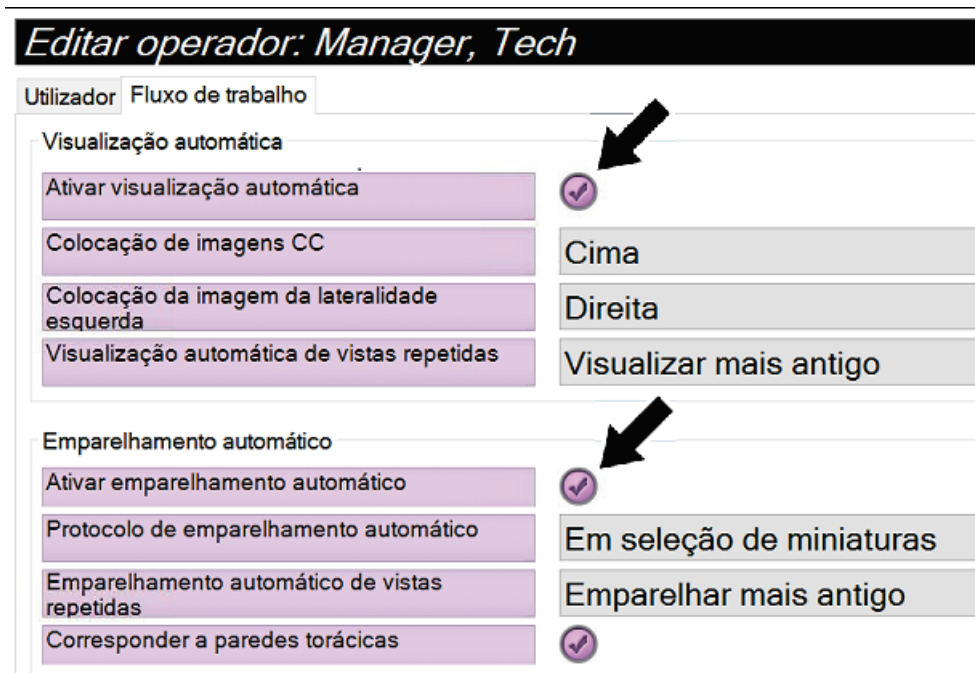 Editar operador: Manager, Tech
Utilizador Fluxo de trabalho
Visualização automática
Ativar visualização automática
Colocação de imagens CC Cima
Colocação da imagem da lateralidade
esquerda
Direita
Visualização automática de vistas repetidas Visualizar mais antigo
Emparelhamento automático
Ativar emparelhamento automático
Protocolo de emparelhamento automático Em seleção de miniaturas
Emparelhamento automático de vistas
repetidas
Emparelhar mais antigo
Corresponder a paredes torácicas